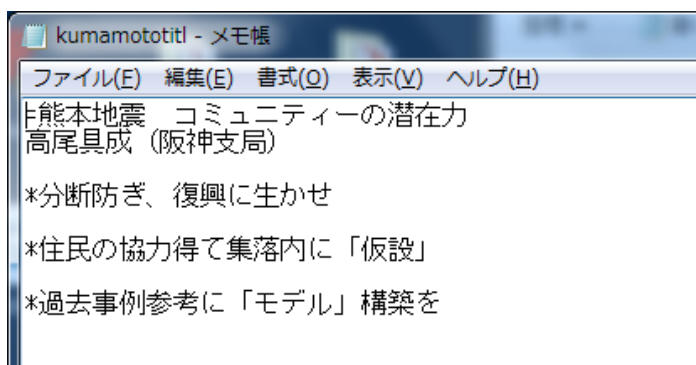 kumamototitl - メモ帳
ファイル(F) 編集(E) 書式(O) 表示(V) ヘルプ(H)
熊本地震　コミュニティーの潜在力
高尾具成（阪神支局）
*分断防ぎ、復興に生かせ
*住民の協力得て集落内に「仮設」
*過去事例参考に「モデル」構築を